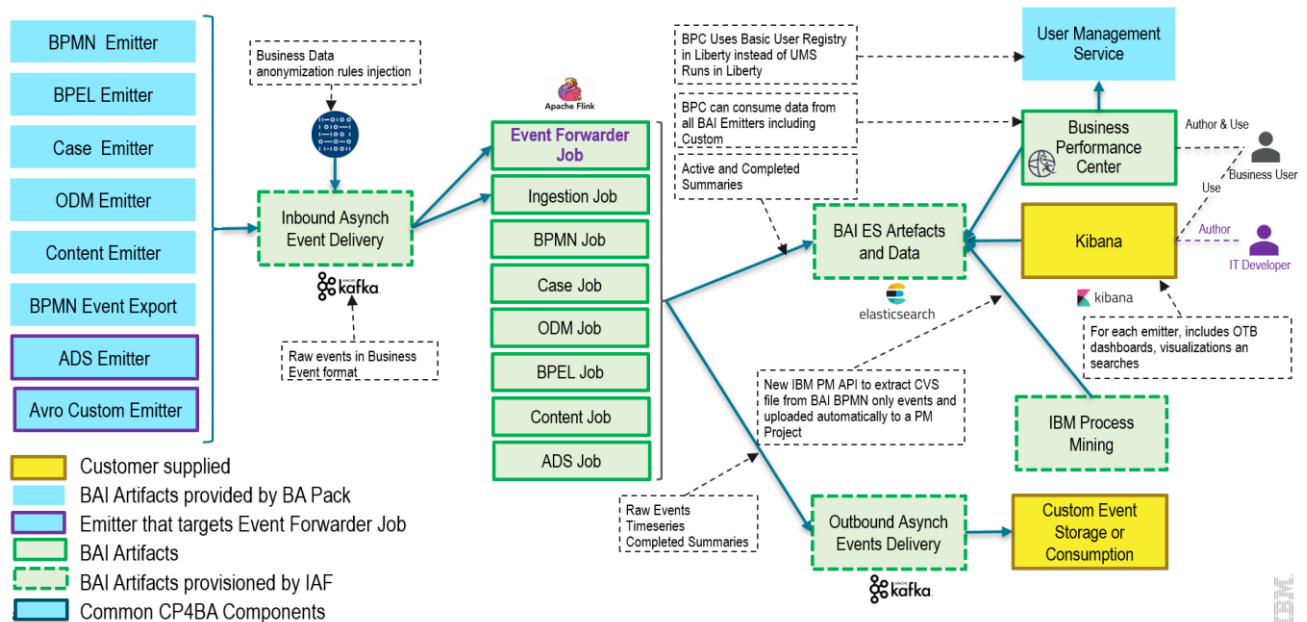 BPMN Emitter
BPEL Emitter
Case Emitter
ODM Emitter
Content Emitter
BPMN Event Export
ADS Emitter
Avro Custom Emitter
Business Data
anonymization rules injection
Inbound Asynch
Event Delivery
APACHE
kafka
Raw events in Business
Event format
Apache Flink
Event Forwarder
Job
Ingestion Job
BPMN Job
Case Job
ODM Job
BPEL Job
Content Job
ADS Job
BPC Uses Basic User Registry
in Liberty instead of UMS
Runs in Liberty
BPC can consume data from
all BAI Emitters including
Custom
Active and Completed
Summaries
BAI ES Artefacts
and Data
elasticsearch
New IBM PM API to extract CVS
file from BAI BPMN only events and
uploaded automatically to a PM
Project
Raw Events
Timeseries
Completed Summaries
Outbound Asynch
Events Delivery
APACHE
kafka
User Management
Service
Business
Performance
Center
Author & Use
Business User
Use
Kibana
Author
IT Developer
kibana
For each emitter, includes OTB
dashboards, visualizations an
searches
IBM Process
Mining
Custom Event
Storage or
Consumption
Customer supplied
BAI Artifacts provided by BA Pack
Emitter that targets Event Forwarder Job
BAI Artifacts
BAI Artifacts provisioned by IAF
Common CP4BA Components
IBM